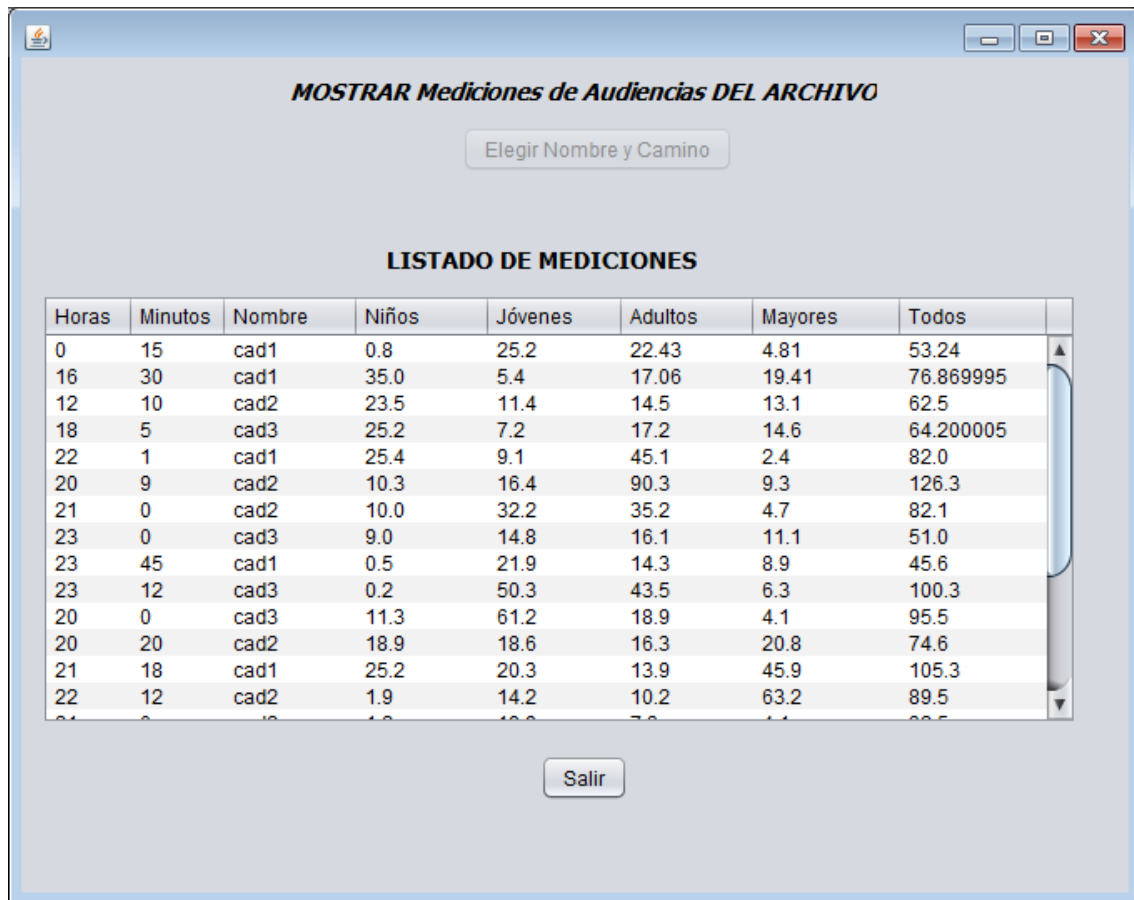 MOSTRAR Mediciones de Audiencias DEL ARCHIVO
Elegir Nombre y Camino
LISTADO DE MEDICIONES
Horas Minutos Nombre Niños Jóvenes Adultos Mayores Todos
0 15 cad1 0.8 25.2 22.43 4.81 53.24
16 30 cad1 35.0 5.4 17.06 19.41 76.869995
12 10 cad2 23.5 11.4 14.5 13.1 62.5
18 5 cad3 25.2 7.2 17.2 14.6 64.200005
22 1 cad1 25.4 9.1 45.1 2.4 82.0
20 9 cad2 10.3 16.4 90.3 9.3 126.3
21 0 cad2 10.0 32.2 35.2 4.7 82.1
23 0 cad3 9.0 14.8 16.1 11.1 51.0
23 45 cad1 0.5 21.9 14.3 8.9 45.6
23 12 cad3 0.2 50.3 43.5 6.3 100.3
20 0 cad3 11.3 61.2 18.9 4.1 95.5
20 20 cad2 18.9 18.6 16.3 20.8 74.6
21 18 cad1 25.2 20.3 13.9 45.9 105.3
22 12 cad2 1.9 14.2 10.2 63.2 89.5
Salir